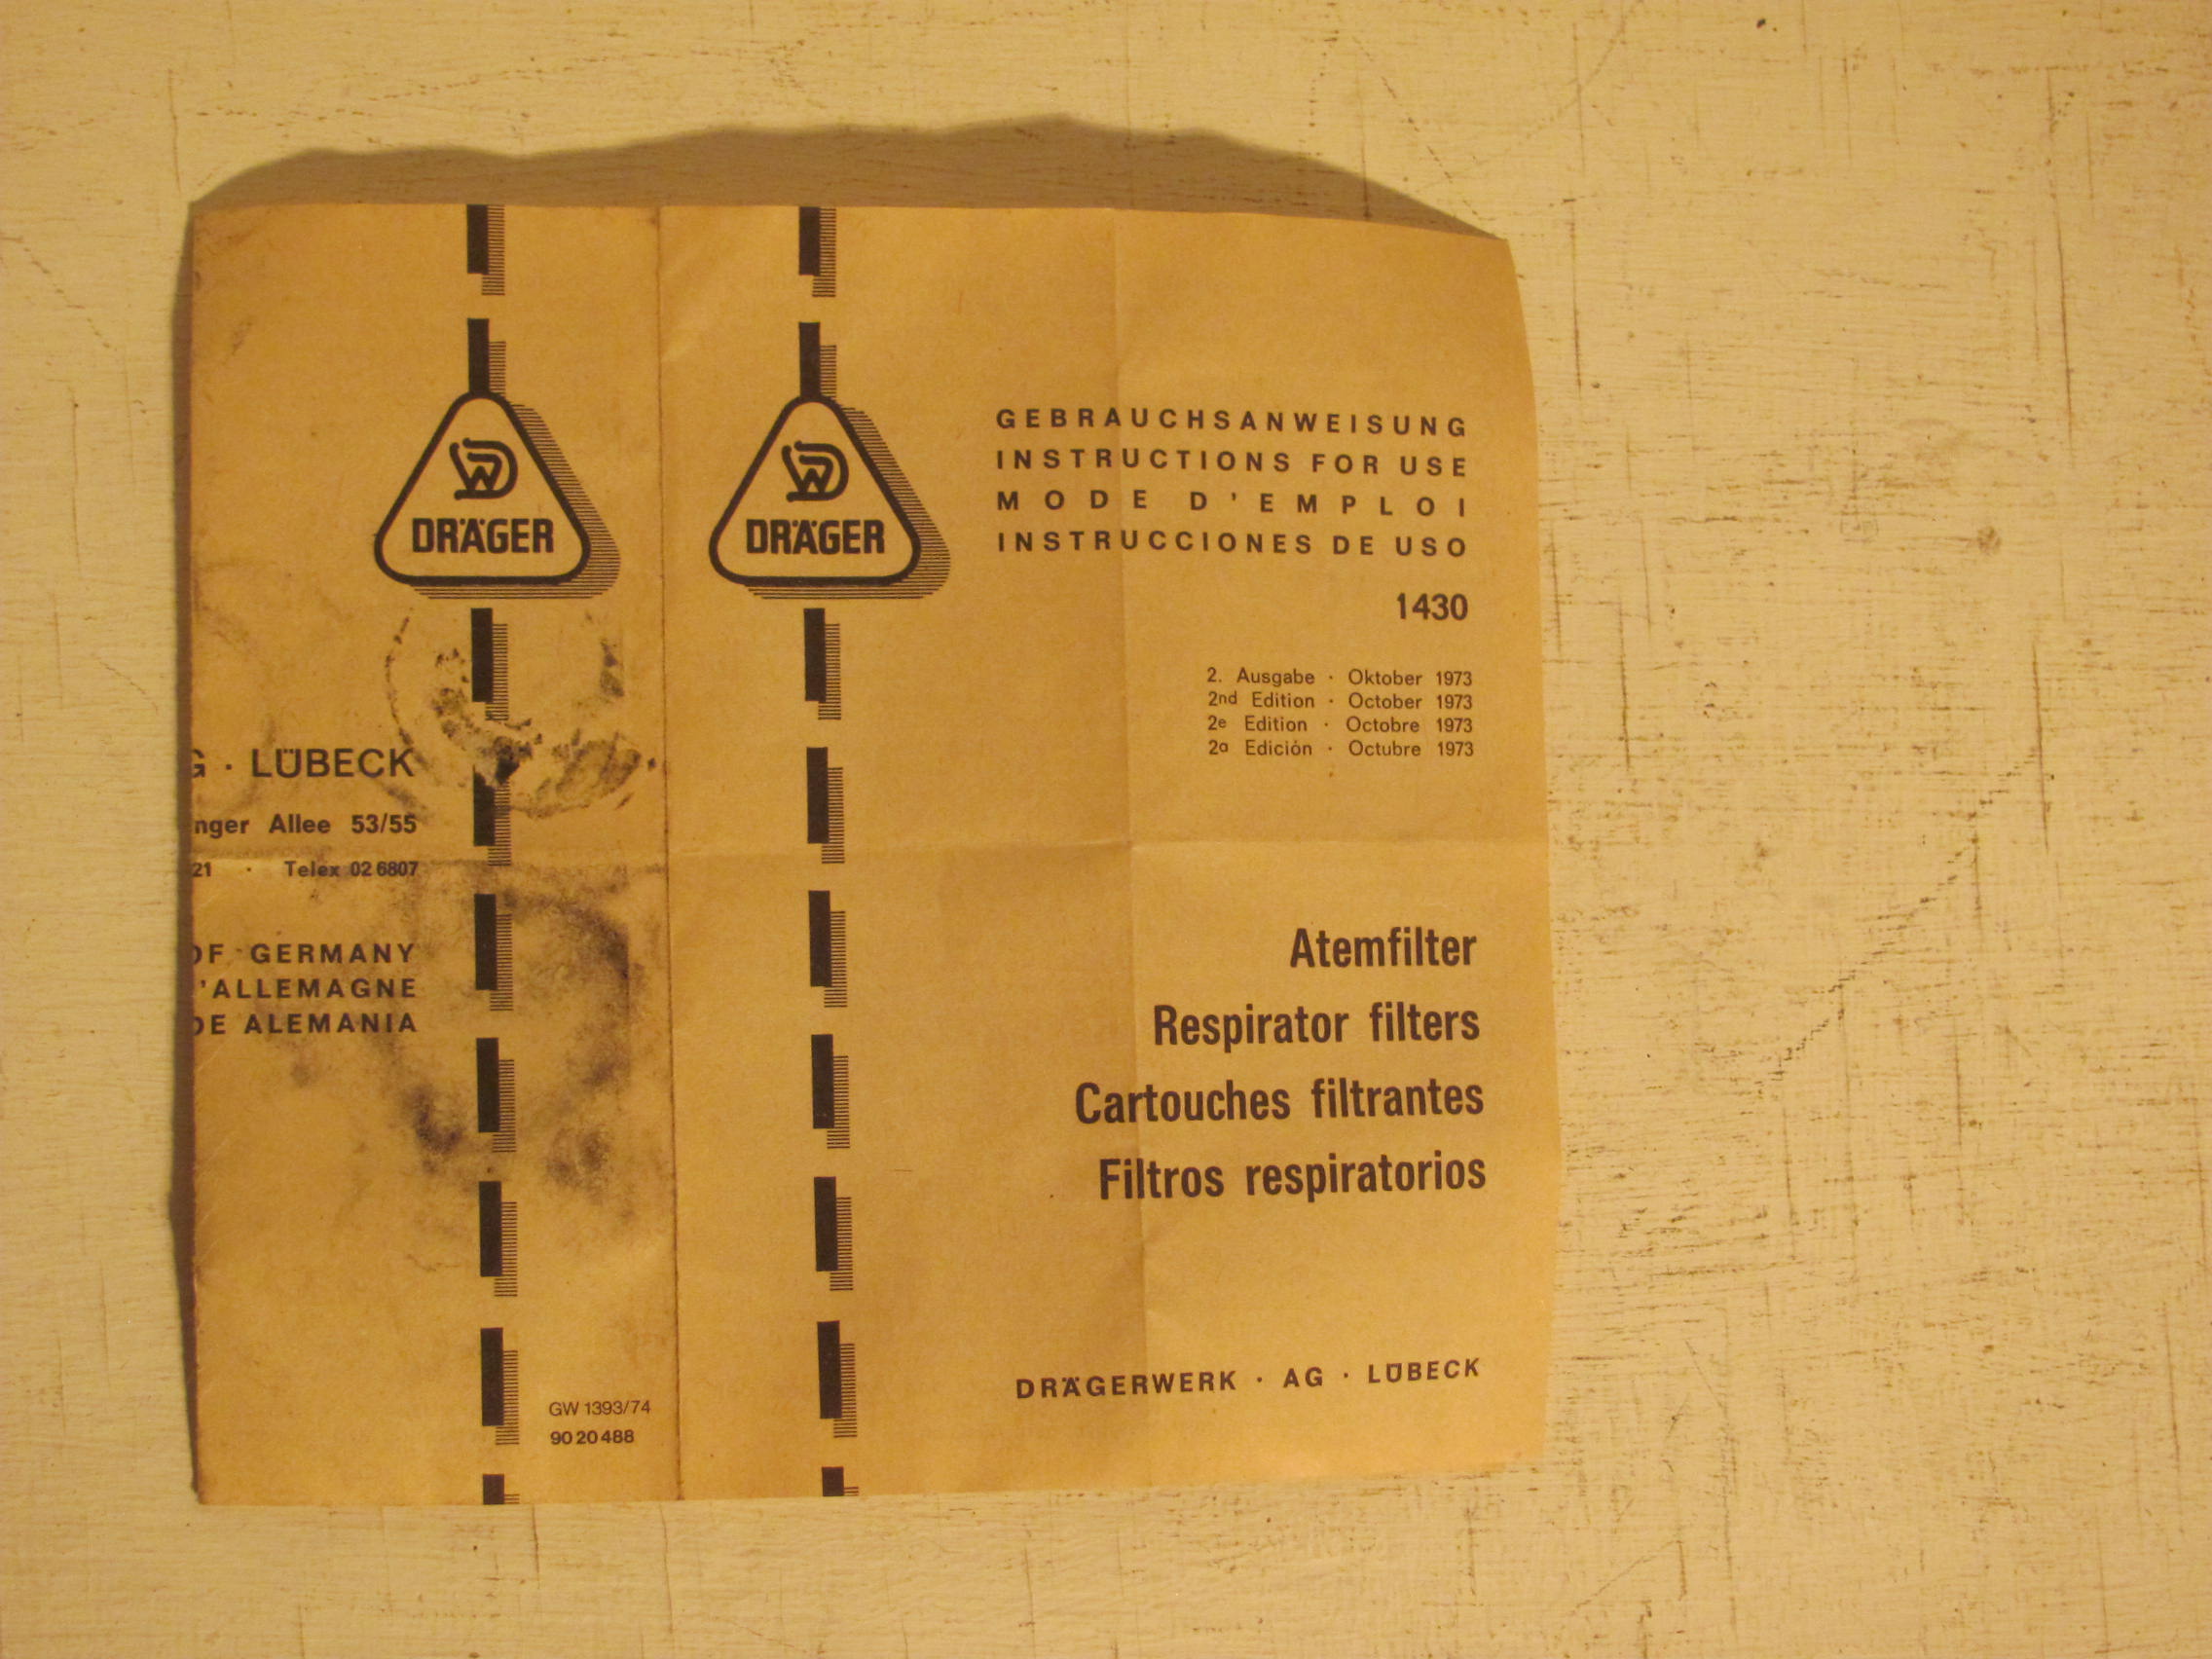 DRÄGER
G · LÜBECK
nger Allee 53/55
21 · Telex 02 6807
OF GERMANY
'ALLEMAGNE
DE ALEMANIA
GW 1393/74
90 20 488
DRÄGER
GEBRAUCHSANWEISUNG
INSTRUCTIONS FOR USE
MODE D'EMPLOI
INSTRUCCIONES DE USO
1430
2. Ausgabe · Oktober 1973
2nd Edition · October 1973
2e Edition · Octobre 1973
2a Edición · Octubre 1973
Atemfilter
Respirator filters
Cartouches filtrantes
Filtros respiratorios
DRÄGERWERK · AG · LÜBECK